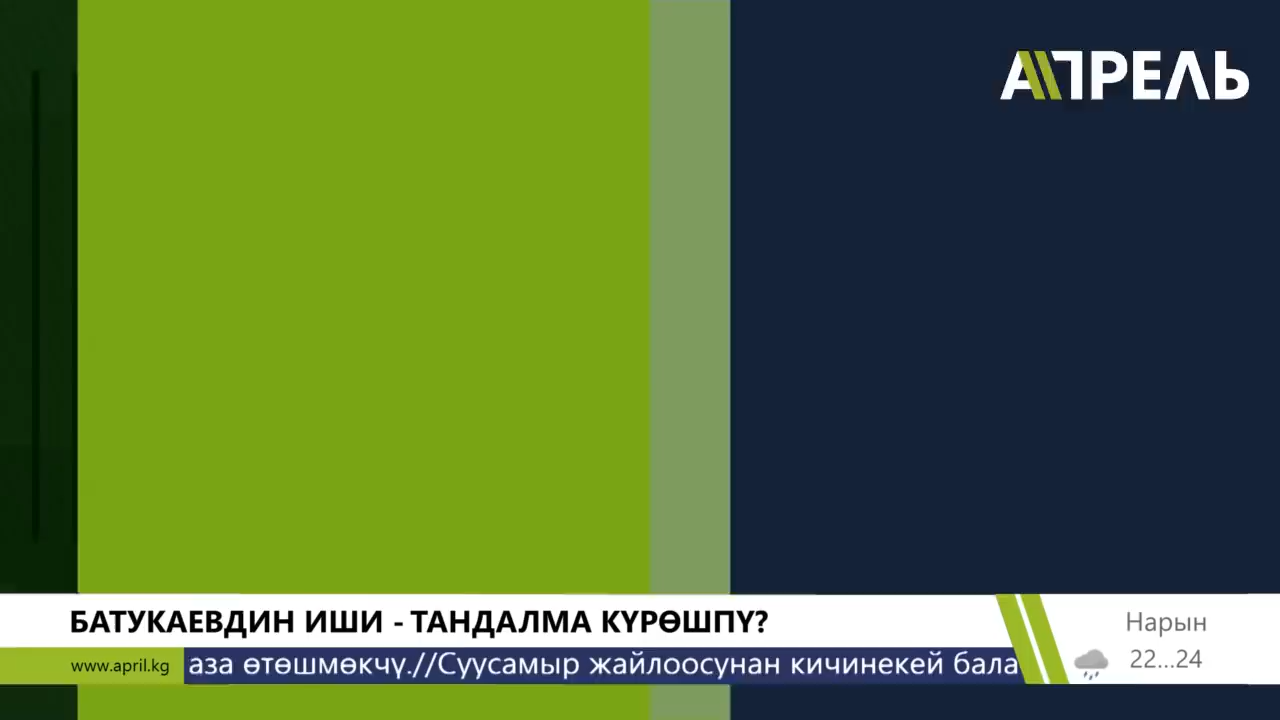 АПРЕЛЬ
БАТУКАЕВДИН ИШИ - ТАНДАЛМА КҮРӨШПҮ?
Нарын
22...24
www.april.kg
аза өтөшмөкчү.//Суусамыр жайлоосунан кичинекей бала